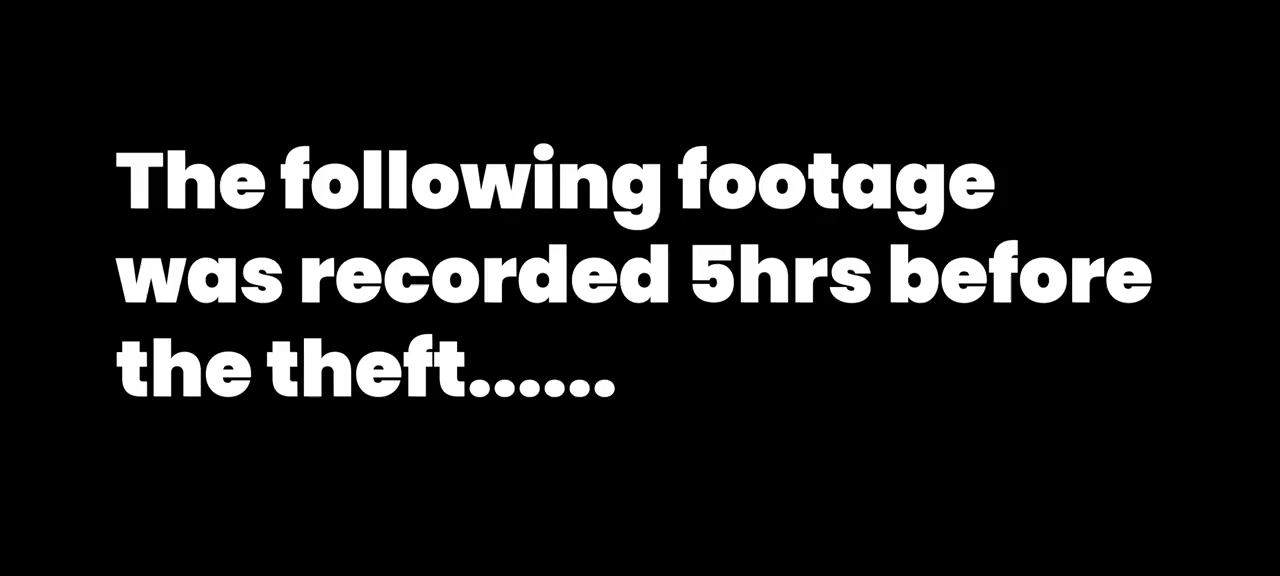 The following footage
was recorded 5hrs before
the theft......